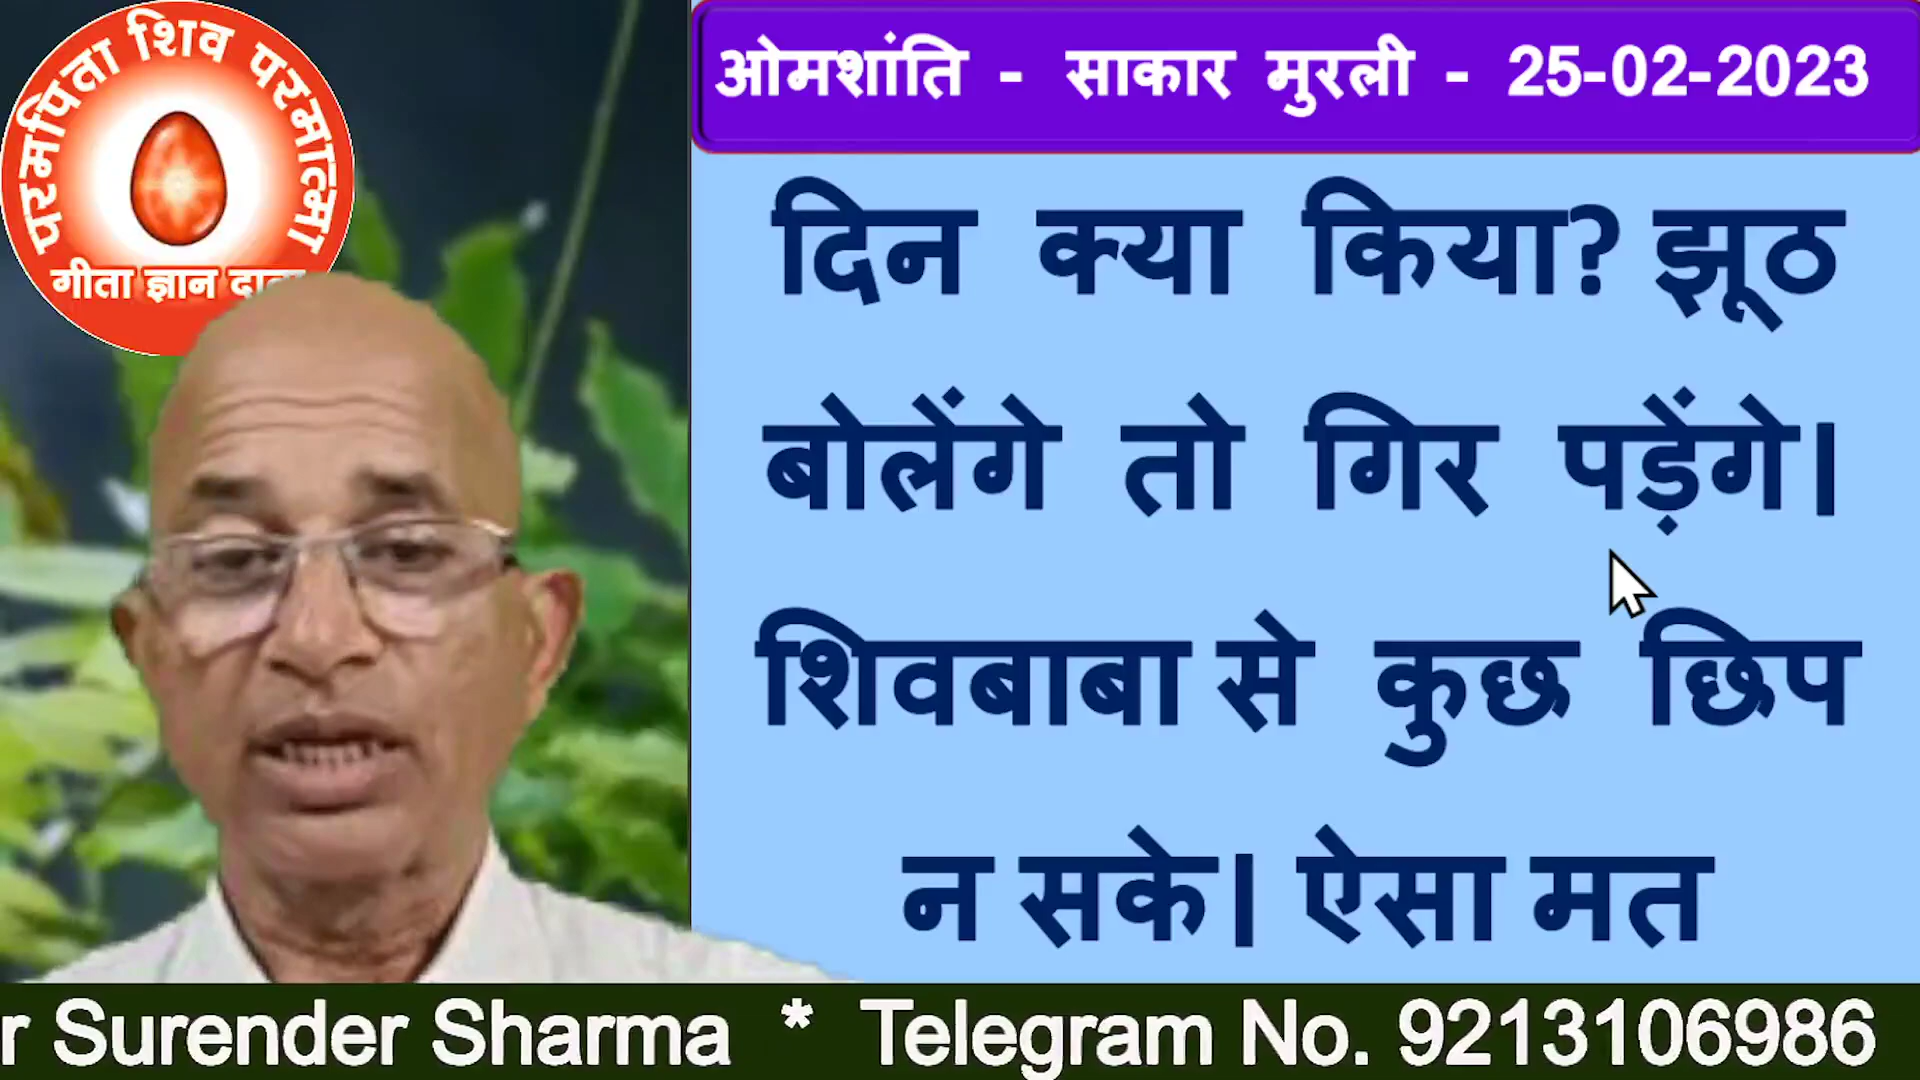 परमपिता शिव परमात्मा
गीता ज्ञान
ओमशांति - साकार मुरली - 25-02-2023
दिन क्या किया? झूठ
बोलेंगे तो गिर पड़ेंगे।
शिवबाबा से कुछ छिप
न सके। ऐसा मत
r Surender Sharma * Telegram No. 9213106986